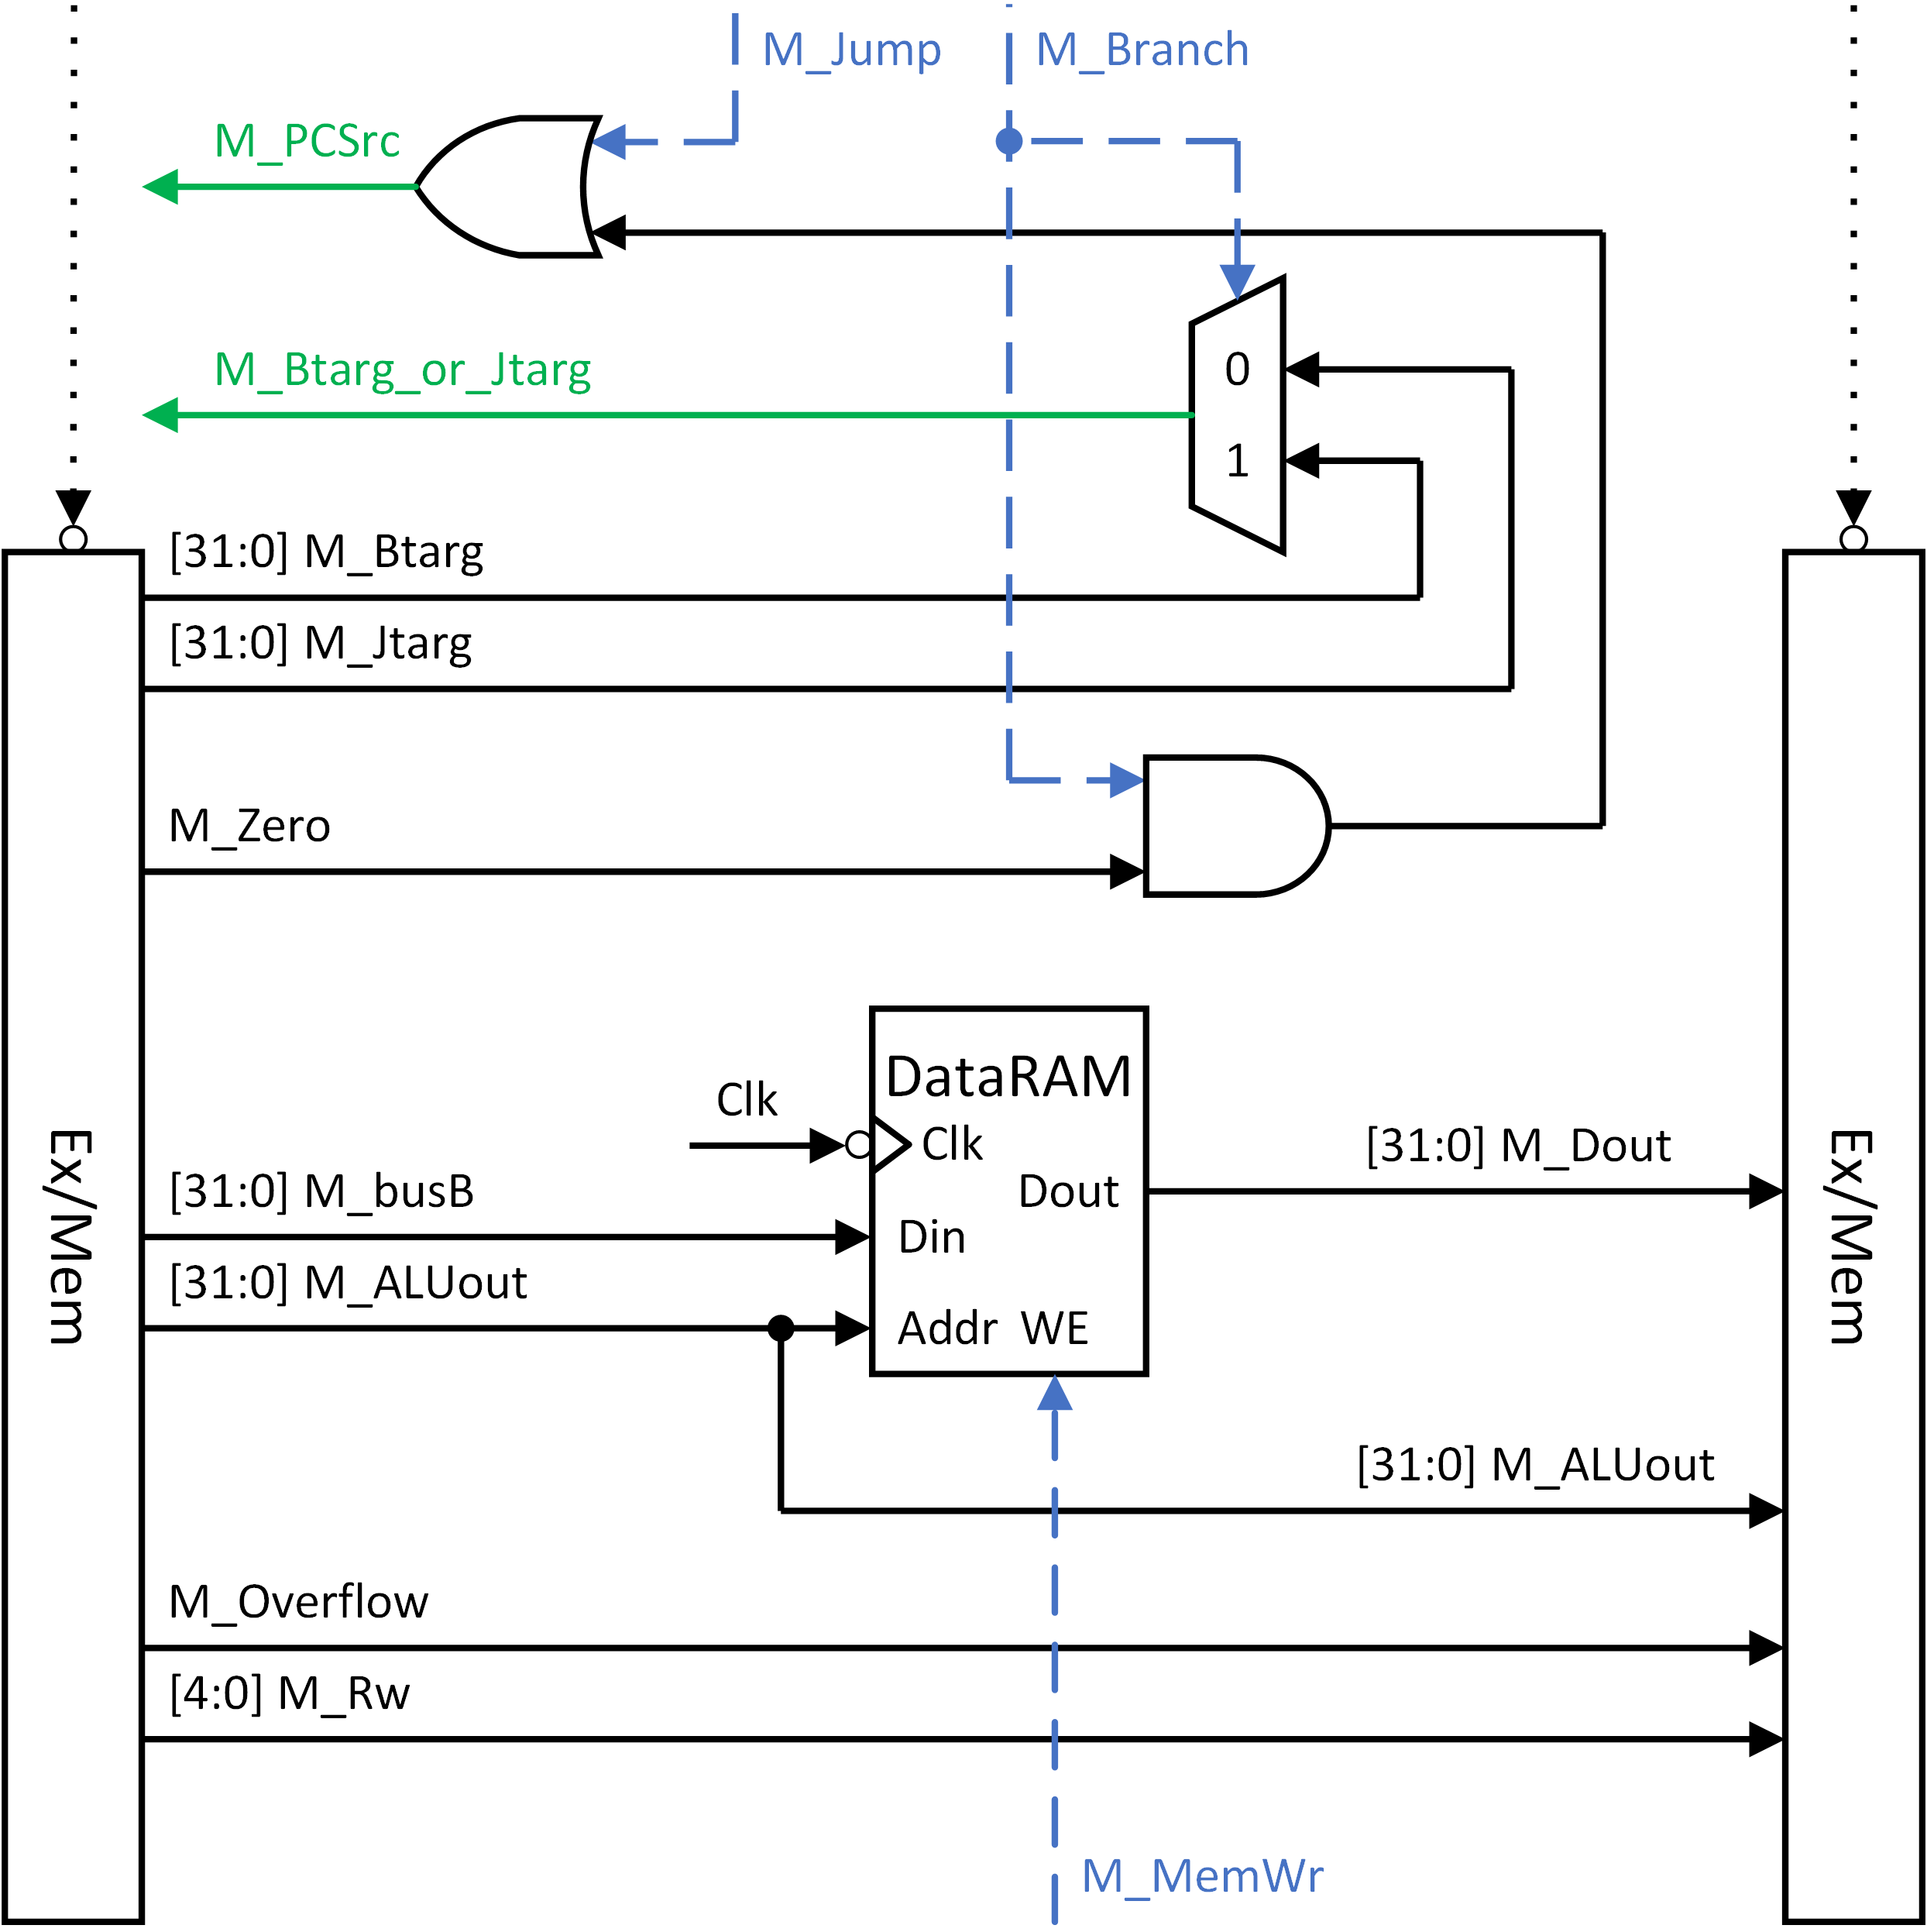 M_Jump
M_Branch
M_PCSrc
M_Btarg_or_Jtarg
0
1
[31:0] M_Btarg
[31:0] M_Jtarg
M_Zero
DataRAM
Clk
Clk
Ex/Mem
Ex/Mem
[31:0] M_Dout
[31:0] M_busB
Dout
Din
[31:0] M_ALUout
Addr WE
[31:0] M_ALUout
M_Overflow
[4:0] M_Rw
M_MemWr